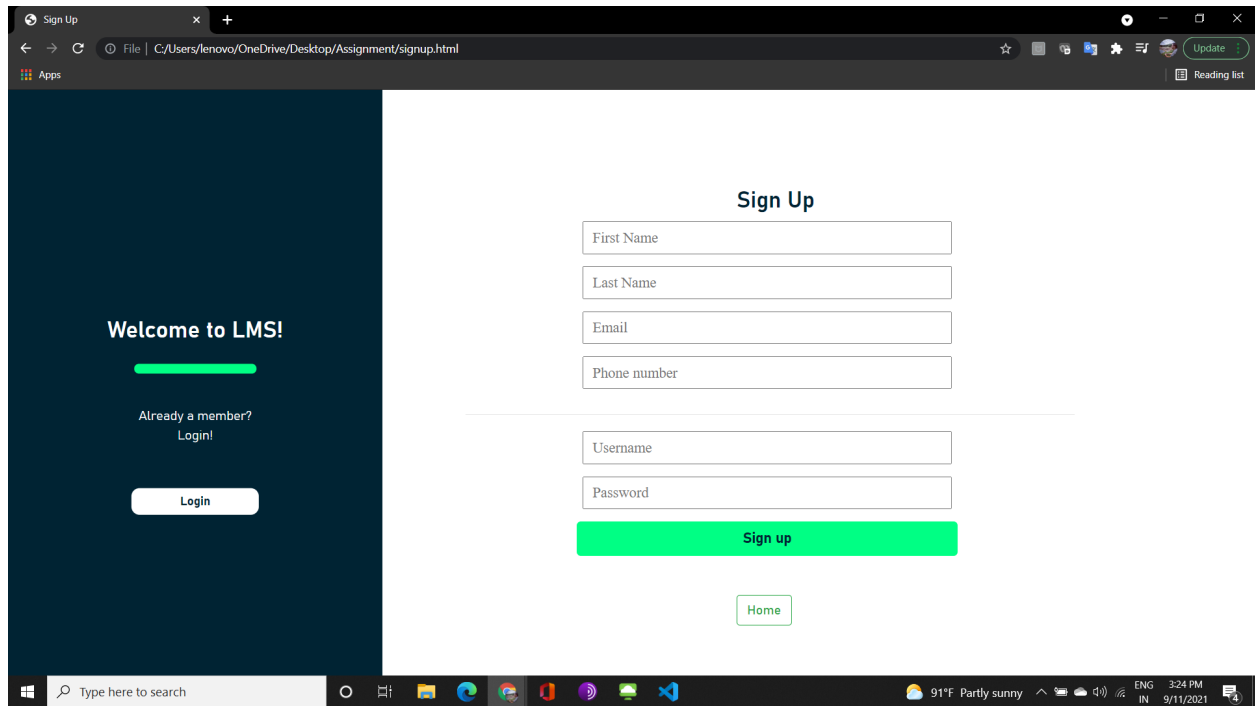 Sign Up
File | C:/Users/lenovo/OneDrive/Desktop/Assignment/signup.html
Update
Apps
Reading list
Welcome to LMS!
Already a member?
Login!
Login
Sign Up
First Name
Last Name
Email
Phone number
Username
Password
Sign up
Home
Type here to search
91°F Partly sunny
ENG
IN
3:24 PM
9/11/2021
4